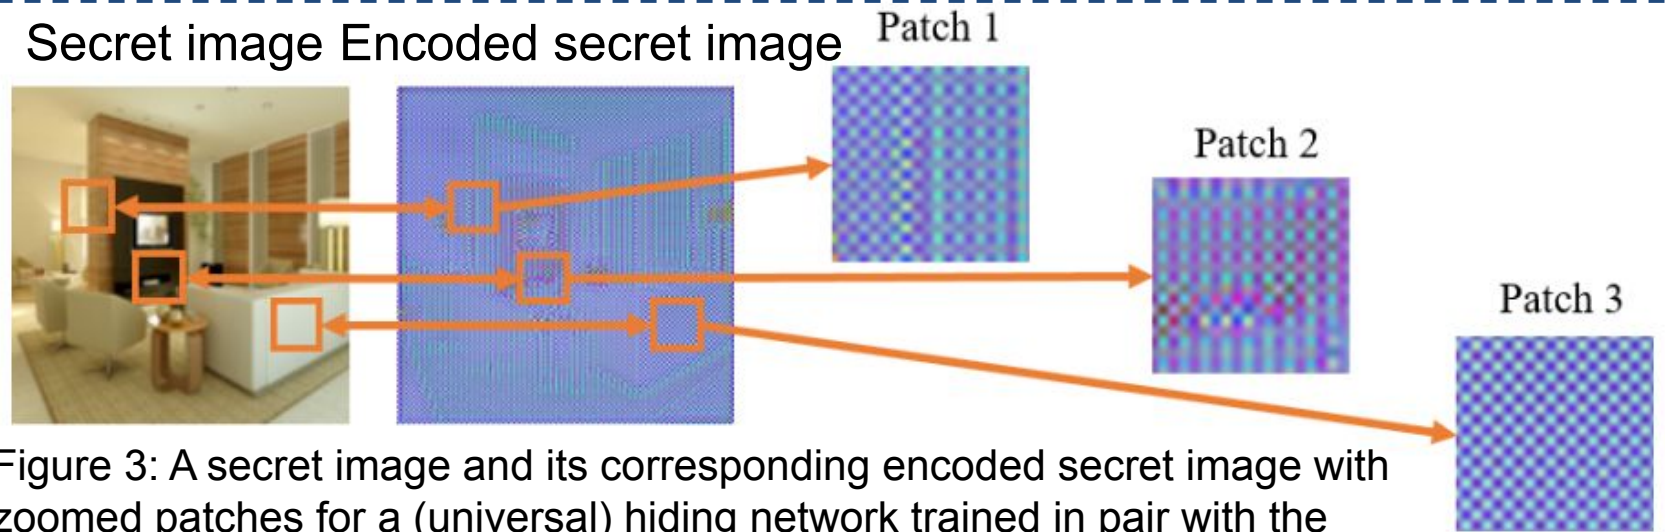 Secret image Encoded secret image
Patch 1
Patch 2
Patch 3
Figure 3: A secret image and its corresponding encoded secret image with
zoomed patches for a (universal) hiding network trained in pair with the